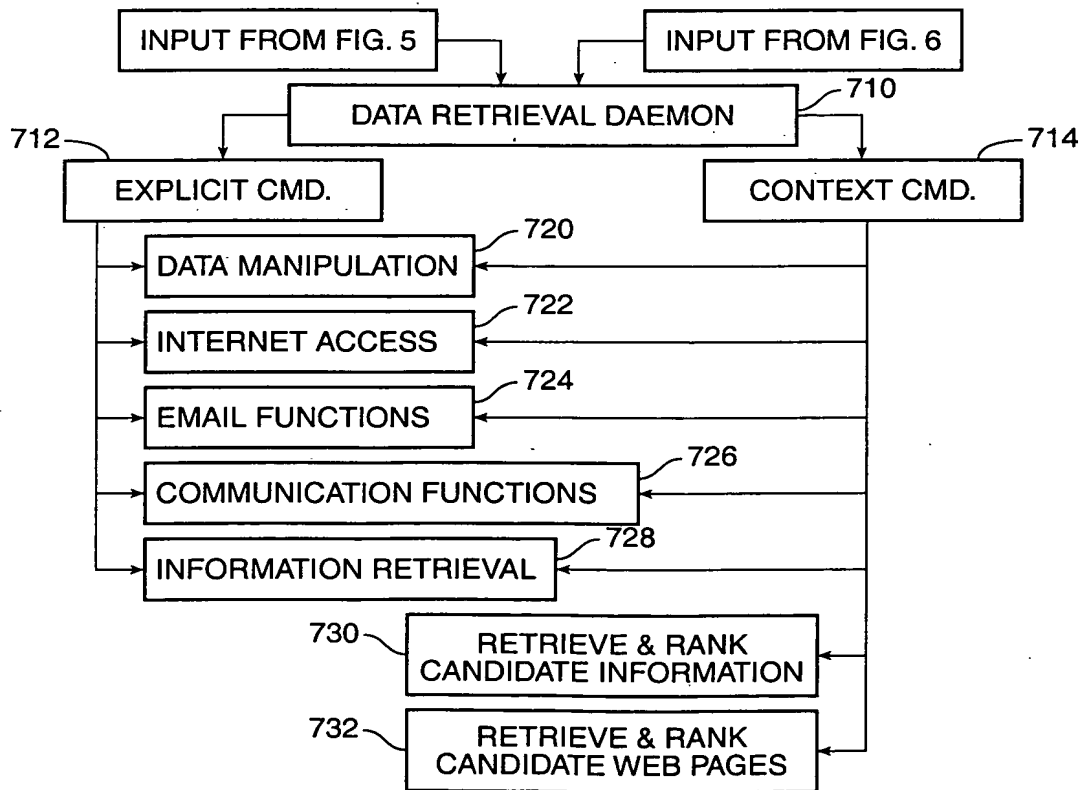 INPUT FROM FIG. 5
INPUT FROM FIG. 6
710
DATA RETRIEVAL DAEMON
712
714
EXPLICIT CMD.
CONTEXT CMD.
720
DATA MANIPULATION
722
INTERNET ACCESS
724
EMAIL FUNCTIONS
726
COMMUNICATION FUNCTIONS
728
INFORMATION RETRIEVAL
730
RETRIEVE & RANK
CANDIDATE INFORMATION
732
RETRIEVE & RANK
CANDIDATE WEB PAGES